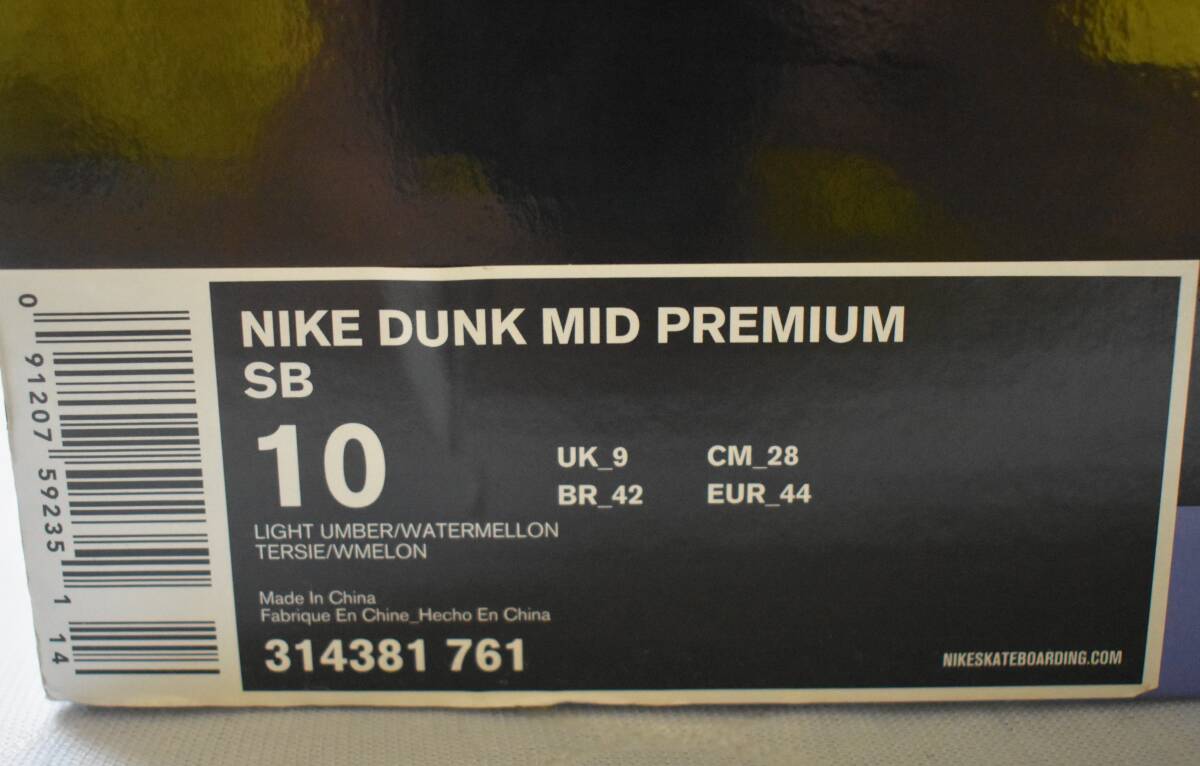 NIKE DUNK MID PREMIUM
SB
10
UK_9 CM_28
BR_42 EUR_44
LIGHT UMBER/WATERMELLON
TERSIE/WMELON
Made In China
Fabrique En Chine_Hecho En China
314381 761
NIKESKATEBOARDING.COM
0 91207 59235 1 14